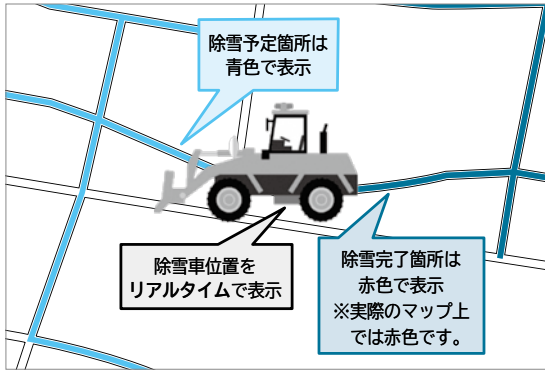 除雪予定箇所は
青色で表示
除雪車位置を
リアルタイムで表示
除雪完了箇所は
赤色で表示
※実際のマップ上
では赤色です。